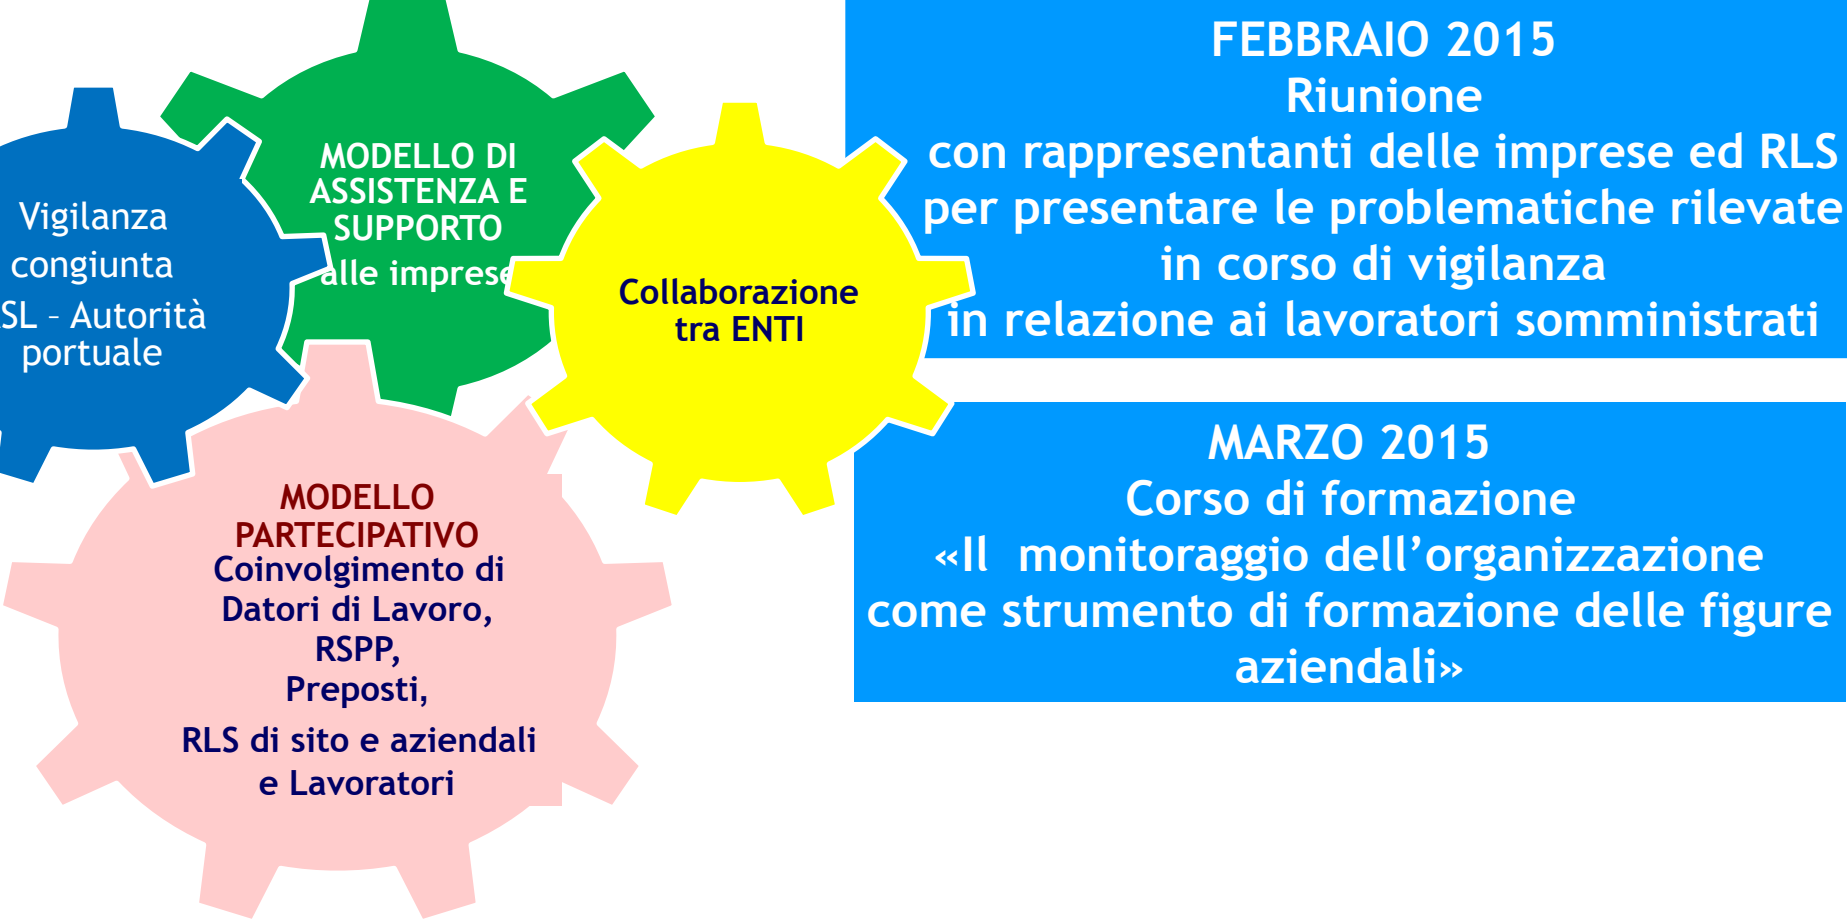 MODELLO DI
ASSISTENZA E
SUPPORTO
alle imprese
Vigilanza
congiunta
SL – Autorità
portuale
Collaborazione
tra ENTI
MODELLO
PARTECIPATIVO
Coinvolgimento di
Datori di Lavoro,
RSPP,
Preposti,
RLS di sito e aziendali
e Lavoratori
FEBBRAIO 2015
Riunione
con rappresentanti delle imprese ed RLS
per presentare le problematiche rilevate
in corso di vigilanza
in relazione ai lavoratori somministrati
MARZO 2015
Corso di formazione
«Il  monitoraggio dell’organizzazione
come strumento di formazione delle figure
aziendali»